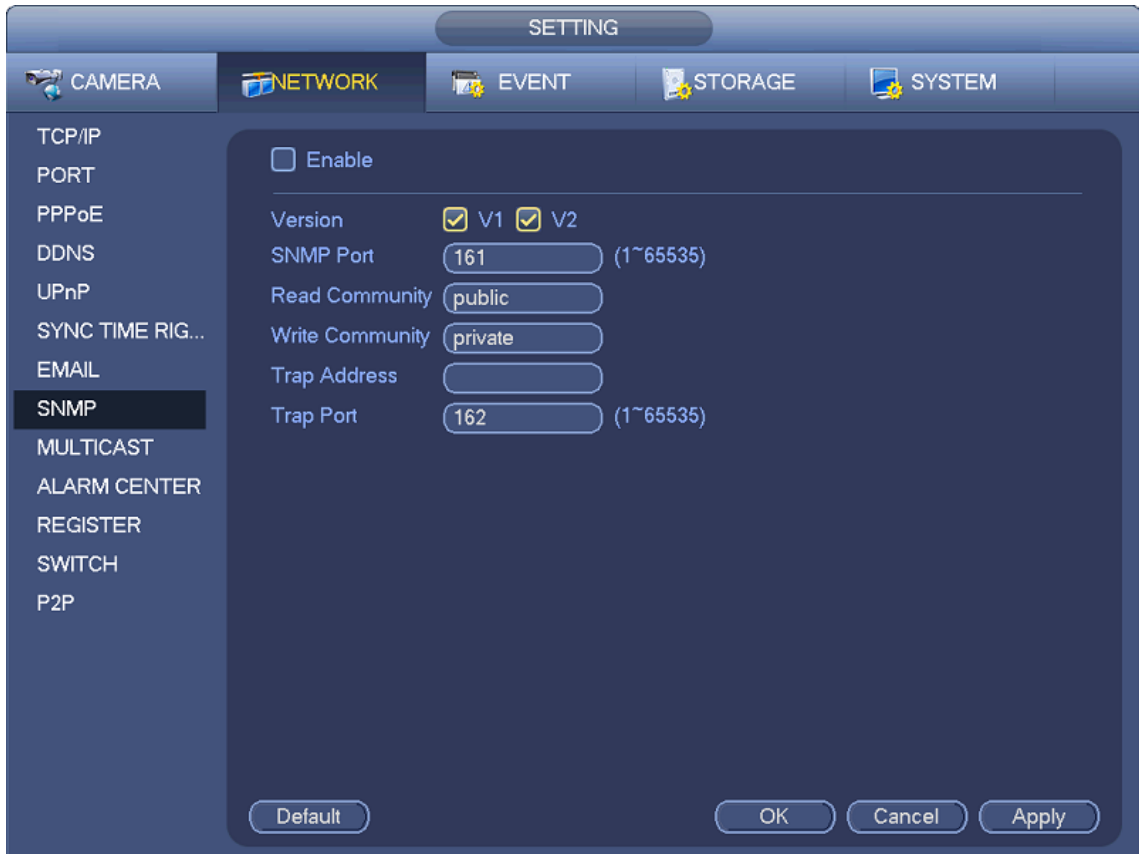 SETTING
CAMERA NETWORK EVENT STORAGE SYSTEM
TCP/IP
PORT
PPPoE
DDNS
UPnP
SYNC TIME RIG...
EMAIL
SNMP
MULTICAST
ALARM CENTER
REGISTER
SWITCH
P2P
Enable
Version V1 V2
SNMP Port 161 (1~65535)
Read Community public
Write Community private
Trap Address
Trap Port 162 (1~65535)
Default OK Cancel Apply